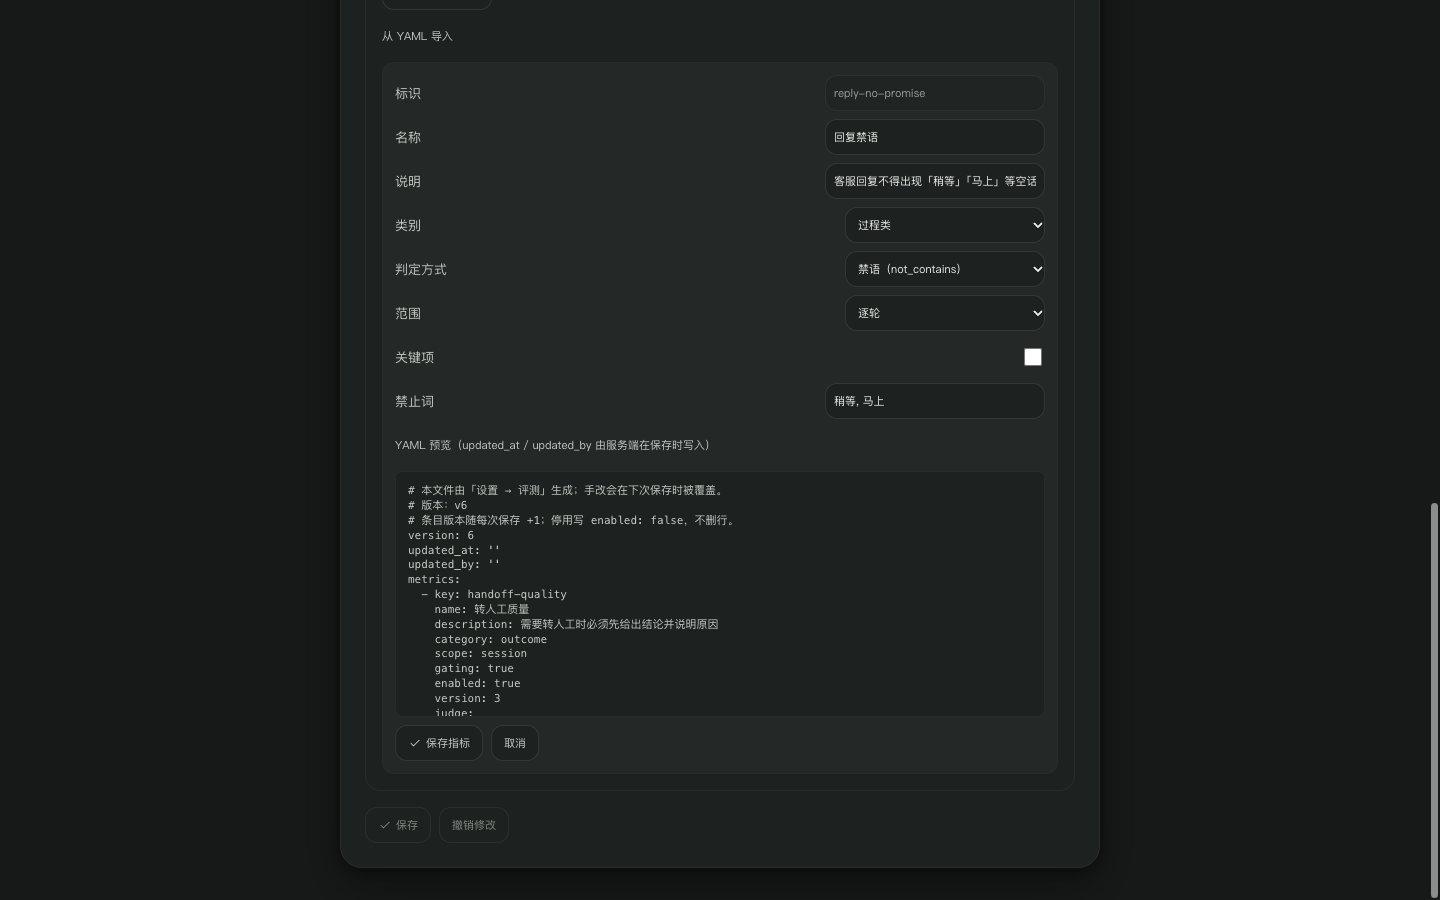 从 YAML 导入
标识
reply-no-promise
名称
回复禁语
说明
客服回复不得出现「稍等」「马上」等空话
类别
过程类
判定方式
禁语（not_contains）
范围
逐轮
关键项
禁止词
稍等, 马上
YAML 预览（updated_at / updated_by 由服务端在保存时写入）
# 本文件由「设置 → 评测」生成；手改会在下次保存时被覆盖。
# 版本：v6
# 条目版本随每次保存 +1；停用写 enabled: false，不删行。
version: 6
updated_at: ''
updated_by: ''
metrics:
  - key: handoff-quality
    name: 转人工质量
    description: 需要转人工时必须先给出结论并说明原因
    category: outcome
    scope: session
    gating: true
    enabled: true
    version: 3
    judge:
保存指标
取消
保存
撤销修改